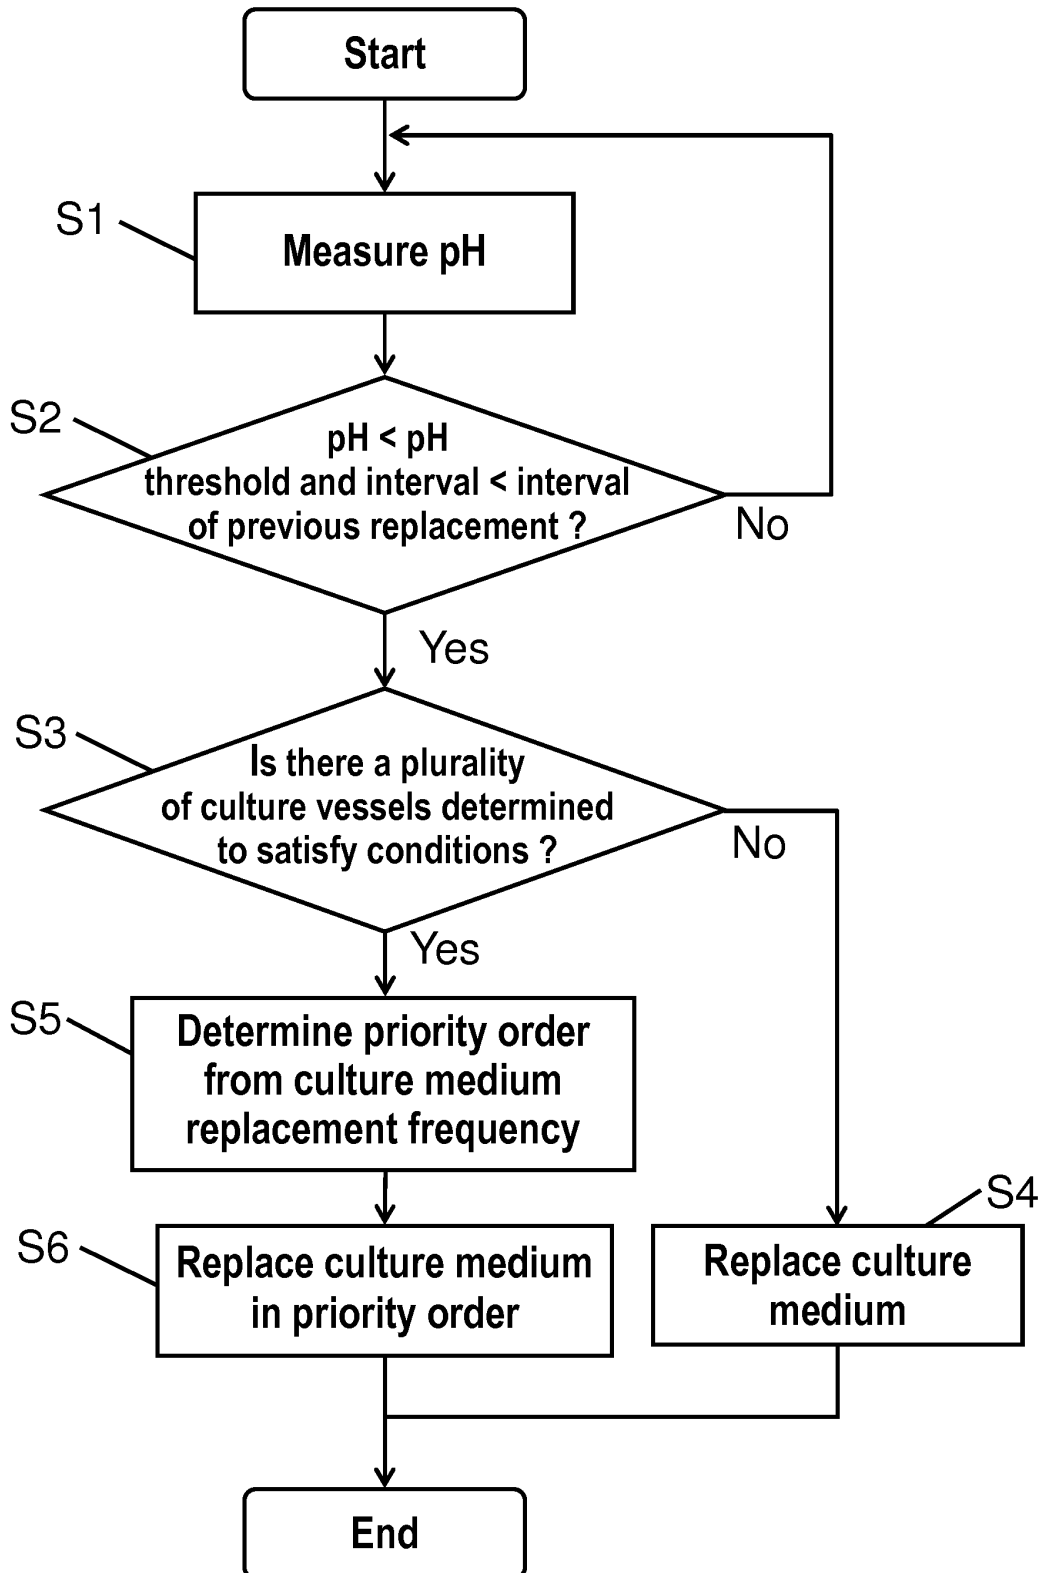 Start
S1
Measure pH
S2
pH < pH
threshold and interval < interval
of previous replacement ?
No
Yes
S3
Is there a plurality
of culture vessels determined
to satisfy conditions ?
No
Yes
S5
Determine priority order
from culture medium
replacement frequency
S4
S6
Replace culture medium
in priority order
Replace culture
medium
End